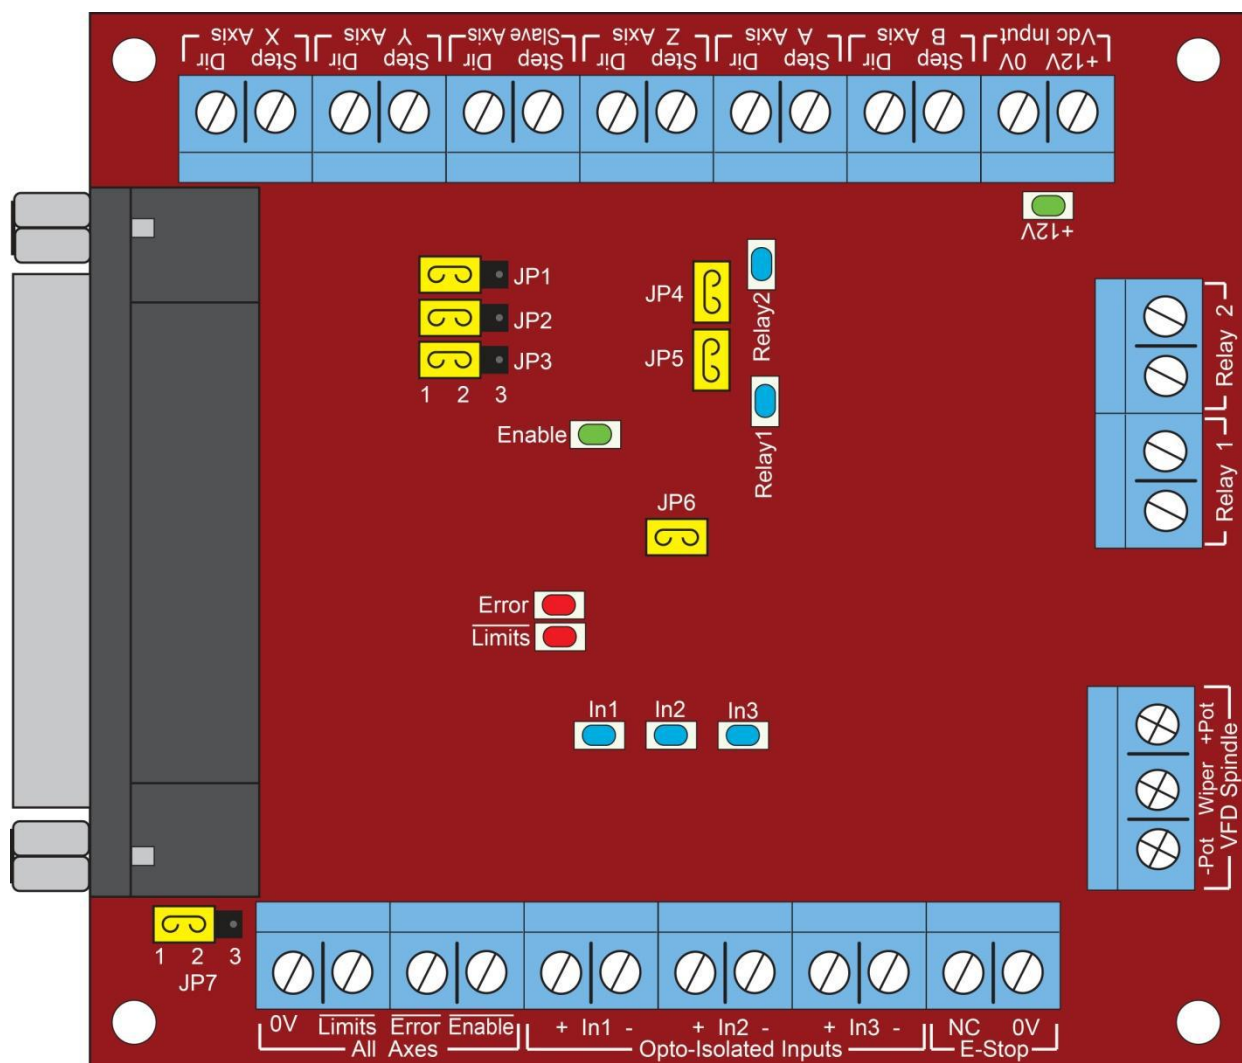 X Axis Y Axis Slave Axis Z Axis A Axis B Axis Vdc Input
Dir Step Dir Step Dir Step Dir Step Dir Step Dir Step 0V +12V
+12V
JP1
JP2
JP3
1 2 3
JP4
JP5
Relay2
Relay1
Relay 2
Relay 1
Enable
JP6
Error
Limits
In1 In2 In3
+Pot
Wiper
-Pot
VFD Spindle
1 2 3
JP7
0V Limits Error Enable + In1 - + In2 - + In3 - NC 0V
All Axes Opto-Isolated Inputs E-Stop